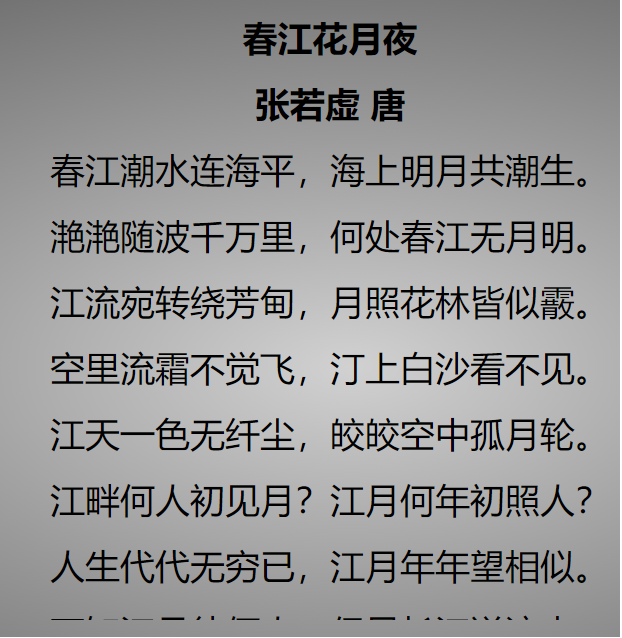 春江花月夜
张若虚 唐
春江潮水连海平，海上明月共潮生。
滟滟随波千万里，何处春江无月明。
江流宛转绕芳甸，月照花林皆似霰。
空里流霜不觉飞，汀上白沙看不见。
江天一色无纤尘，皎皎空中孤月轮。
江畔何人初见月？江月何年初照人？
人生代代无穷已，江月年年望相似。